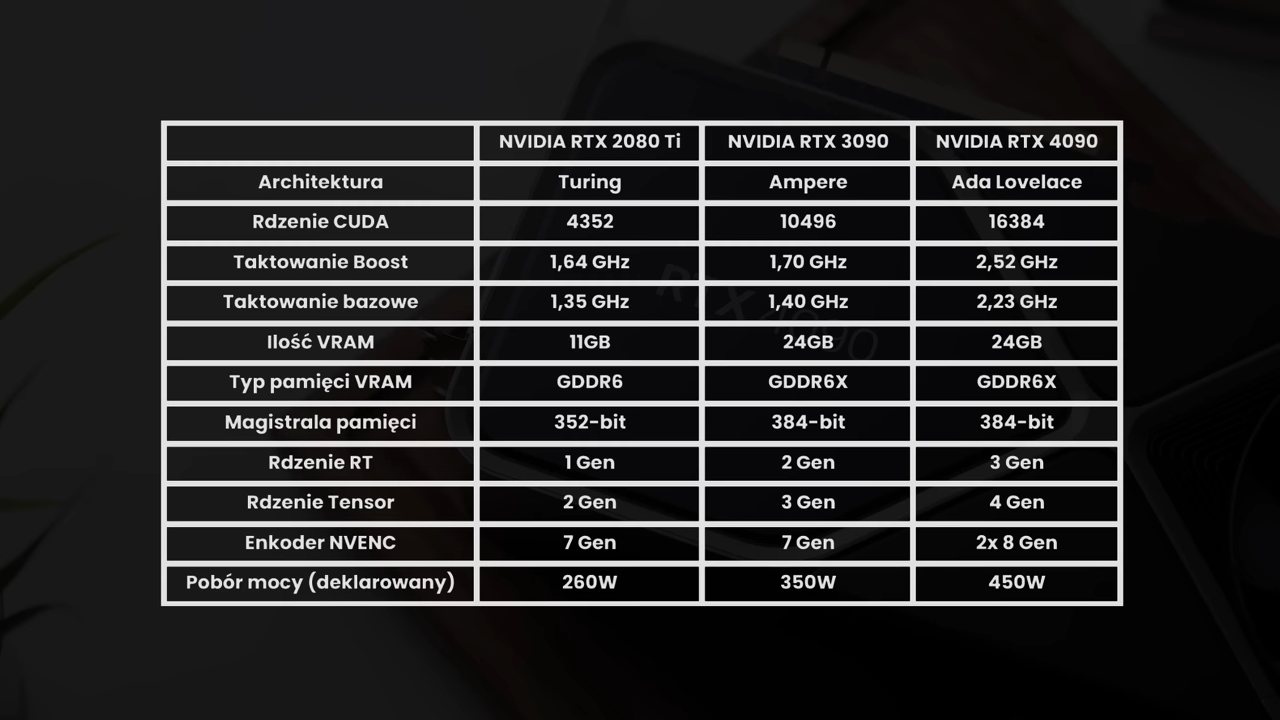 NVIDIA RTX 2080 Ti NVIDIA RTX 3090 NVIDIA RTX 4090
Architektura Turing Ampere Ada Lovelace
Rdzenie CUDA 4352 10496 16384
Taktowanie Boost 1,64 GHz 1,70 GHz 2,52 GHz
Taktowanie bazowe 1,35 GHz 1,40 GHz 2,23 GHz
Ilość VRAM 11GB 24GB 24GB
Typ pamięci VRAM GDDR6 GDDR6X GDDR6X
Magistrala pamięci 352-bit 384-bit 384-bit
Rdzenie RT 1 Gen 2 Gen 3 Gen
Rdzenie Tensor 2 Gen 3 Gen 4 Gen
Enkoder NVENC 7 Gen 7 Gen 2x 8 Gen
Pobór mocy (deklarowany) 260W 350W 450W
RTX 4090